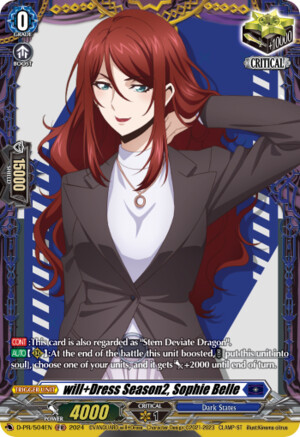 0
GRADE
BOOST
+10000
CRITICAL
15000
SHIELD
CONT:This card is also regarded as "Stem Deviate Dragon".
AUTO :At the end of the battle this unit boosted, put this unit into
soul, choose one of your units, and it gets +2000 until end of turn.
TRIGGER UNIT
will+Dress Season2, Sophie Belle
POWER 4000
CRITICAL 1
Dark States
D-PR/504EN 2024